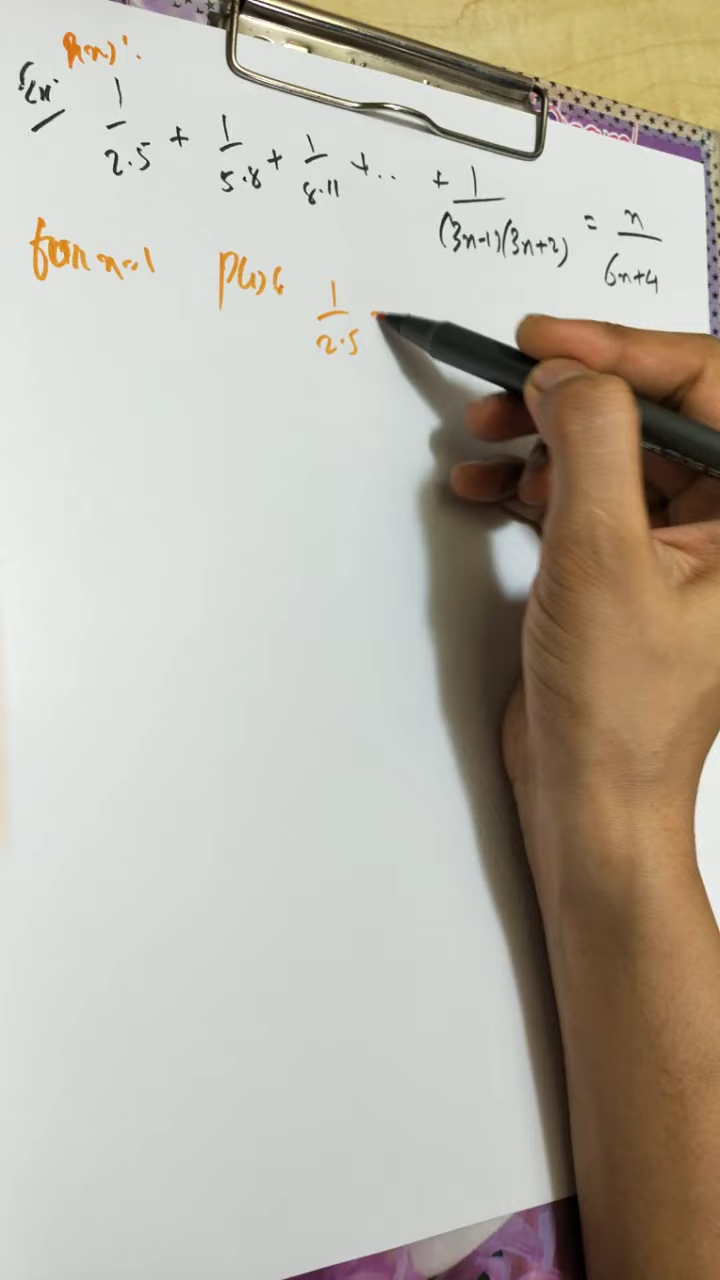 P(n):
Ex: 1/2.5 + 1/5.8 + 1/8.11 + .. + 1/(3n-1)(3n+2) = n/6n+4
for n=1 P(1): 1/2.5